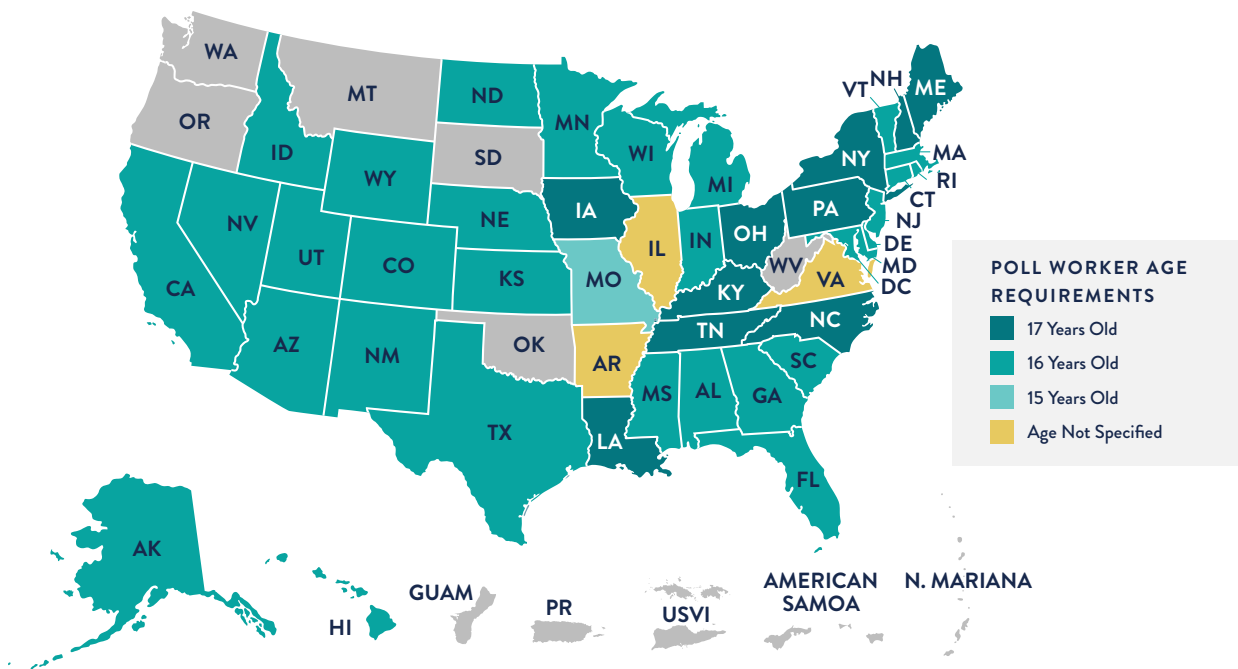 WA
MT
ND
MN
OR
ID
SD
WI
WY
MI
VT
NH
ME
NY
MA
RI
CT
NJ
DE
MD
DC
NV
UT
CO
NE
IA
IL
IN
OH
PA
CA
KS
MO
WV
VA
KY
NC
AZ
NM
OK
AR
TN
SC
TX
LA
MS
AL
GA
FL
AK
HI
GUAM
PR
USVI
AMERICAN
SAMOA
N. MARIANA
POLL WORKER AGE
REQUIREMENTS
17 Years Old
16 Years Old
15 Years Old
Age Not Specified